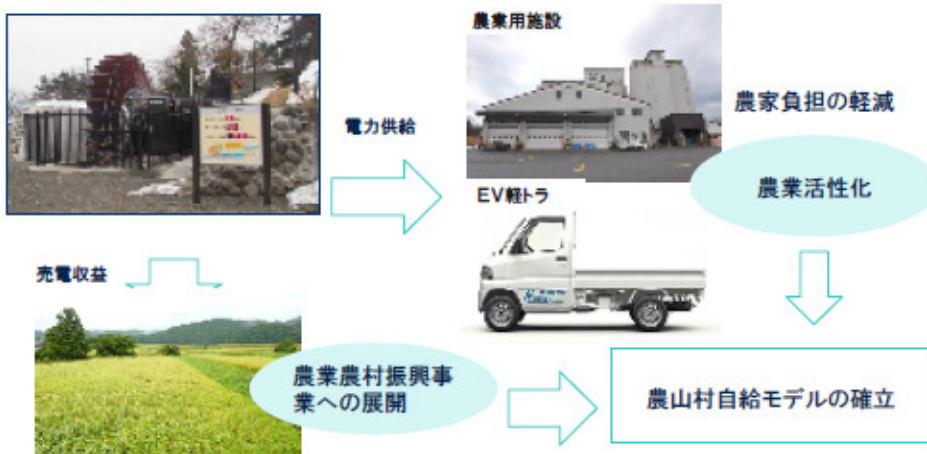 農業用施設
農家負担の軽減
電力供給
農業活性化
EV軽トラ
売電収益
農業農村振興事
業への展開
農山村自給モデルの確立